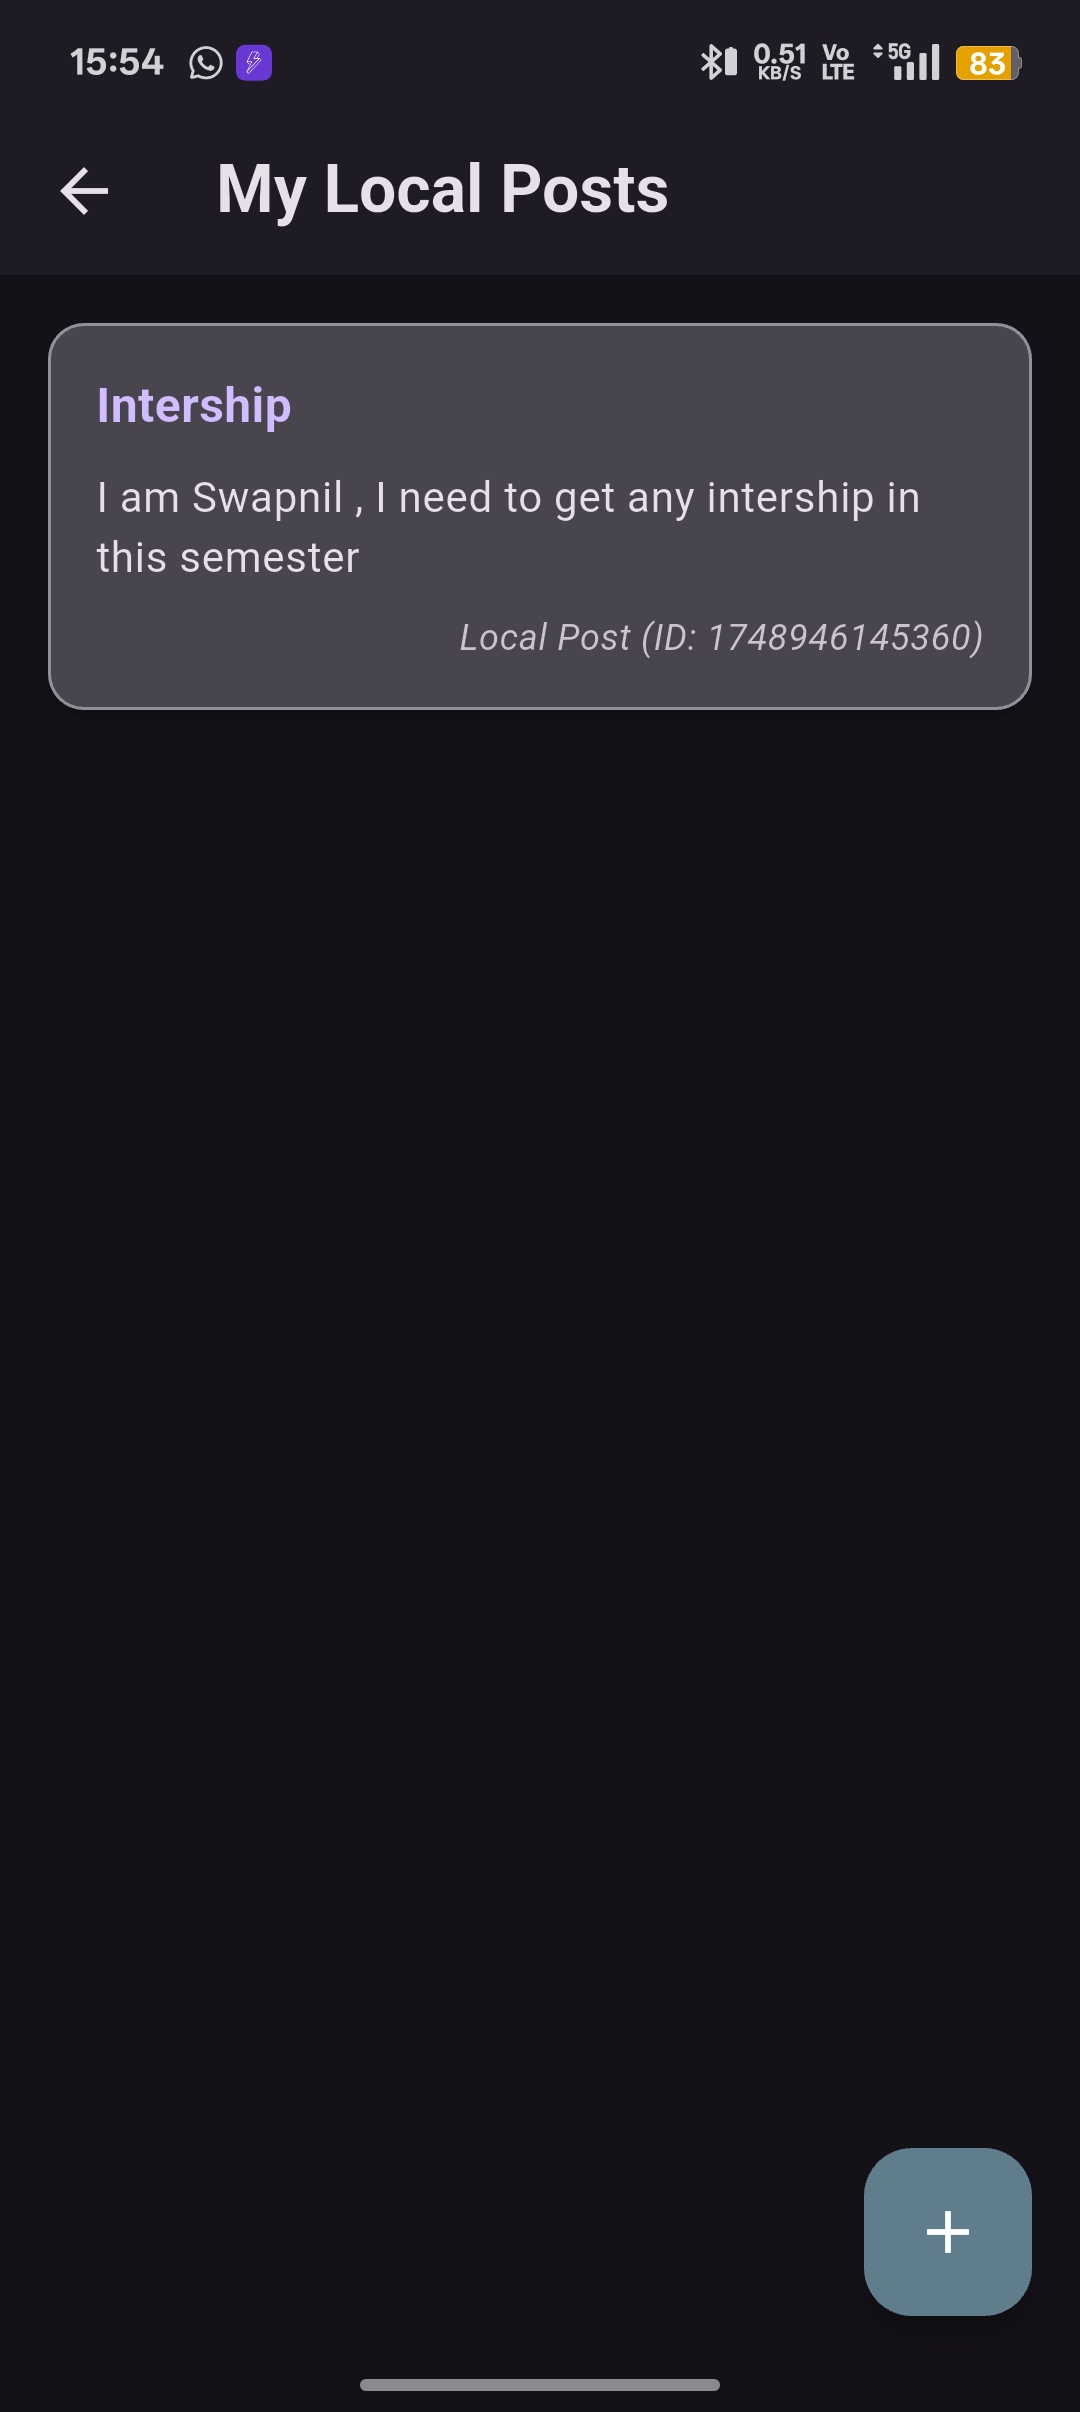 15:54
0.51
KB/S
Vo
LTE
5G
83
My Local Posts
Intership
I am Swapnil , I need to get any intership in
this semester
Local Post (ID: 1748946145360)